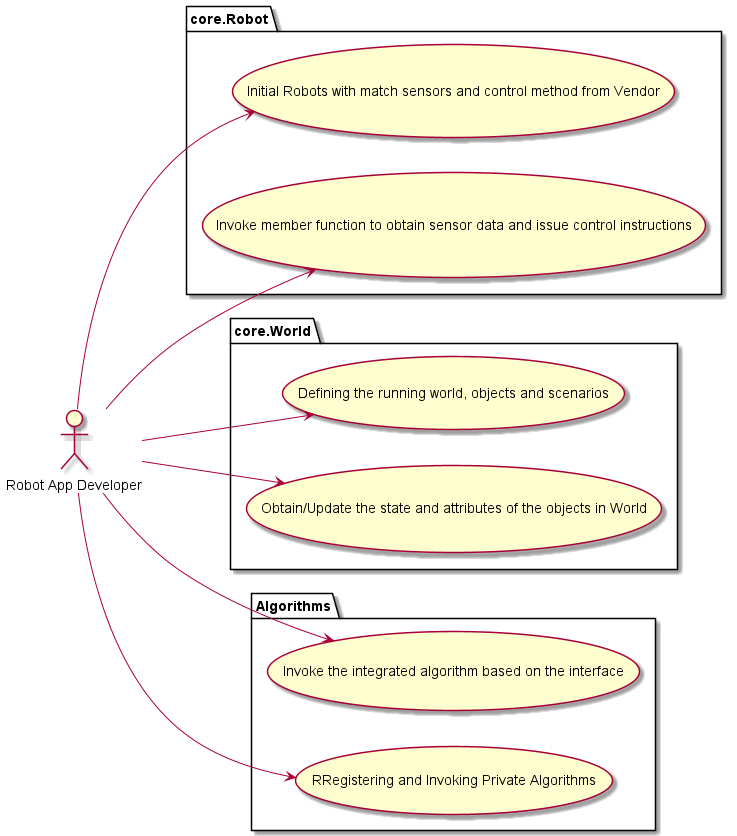 core.Robot
Initial Robots with match sensors and control method from Vendor
Invoke member function to obtain sensor data and issue control instructions
core.World
Defining the running world, objects and scenarios
Robot App Developer
Obtain/Update the state and attributes of the objects in World
Algorithms
Invoke the integrated algorithm based on the interface
RRegistering and Invoking Private Algorithms